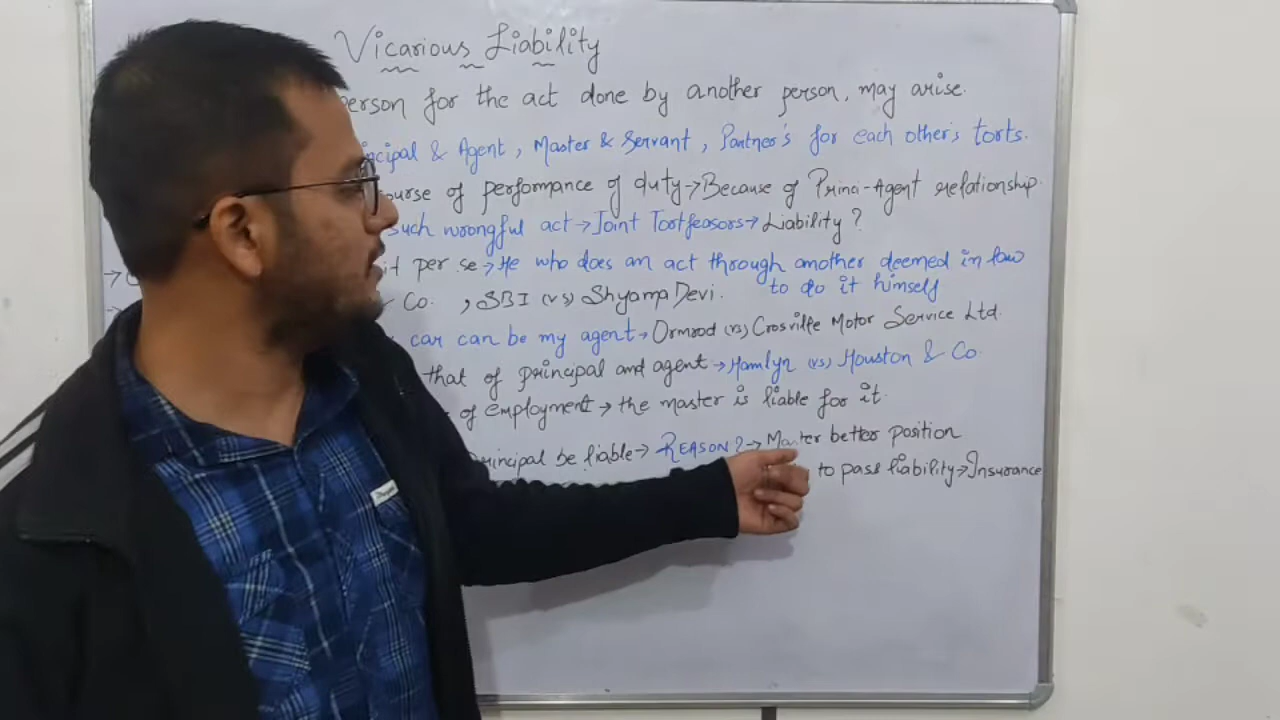 Vicarious Liability
person for the act done by another person, may arise.
ncipal & Agent, Master & Servant, Partner's for each other's torts.
ourse of performance of duty→Because of Princi-Agent relationship.
such wrongful act→Joint Tortfeasors→Liability?
it per se→He who does an act through another deemed in law
to do it himself
Co. , SBI (vs) Shyama Devi.
car can be my agent→Ormrod (vs) Crosville Motor Service Ltd.
that of principal and agent→Hamlyn (vs) Houston & Co.
of employment→the master is liable for it.
rincipal be liable→REASON?→Master better position
to pass liability→Insurance